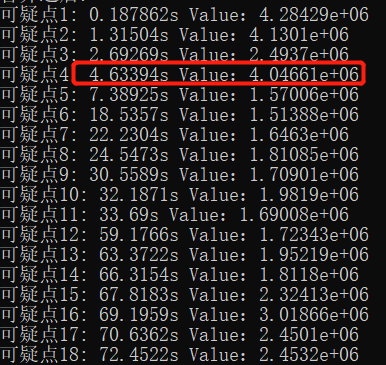 可疑点1: 0.187862s Value: 4.28429e+06
可疑点2: 1.31504s Value: 4.1301e+06
可疑点3: 2.69269s Value: 2.4937e+06
可疑点4: 4.63394s Value: 4.04661e+06
可疑点5: 7.38925s Value: 1.57006e+06
可疑点6: 18.5357s Value: 1.51388e+06
可疑点7: 22.2304s Value: 1.6463e+06
可疑点8: 24.5473s Value: 1.81085e+06
可疑点9: 30.5589s Value: 1.70901e+06
可疑点10: 32.1871s Value: 1.9819e+06
可疑点11: 33.69s Value: 1.69008e+06
可疑点12: 59.1766s Value: 1.72343e+06
可疑点13: 63.3722s Value: 1.95219e+06
可疑点14: 66.3154s Value: 1.8118e+06
可疑点15: 67.8183s Value: 2.32413e+06
可疑点16: 69.1959s Value: 3.01866e+06
可疑点17: 70.6362s Value: 2.4501e+06
可疑点18: 72.4522s Value: 2.4532e+06